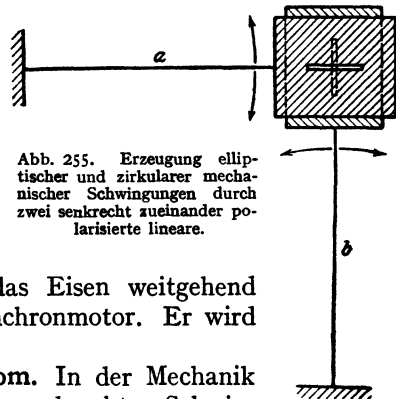 a
Abb. 255. Erzeugung ellip-
tischer und zirkularer mecha-
nischer Schwingungen durch
zwei senkrecht zueinander po-
larisierte lineare.
b
las Eisen weitgehend
chronmotor. Er wird
om. In der Mechanik